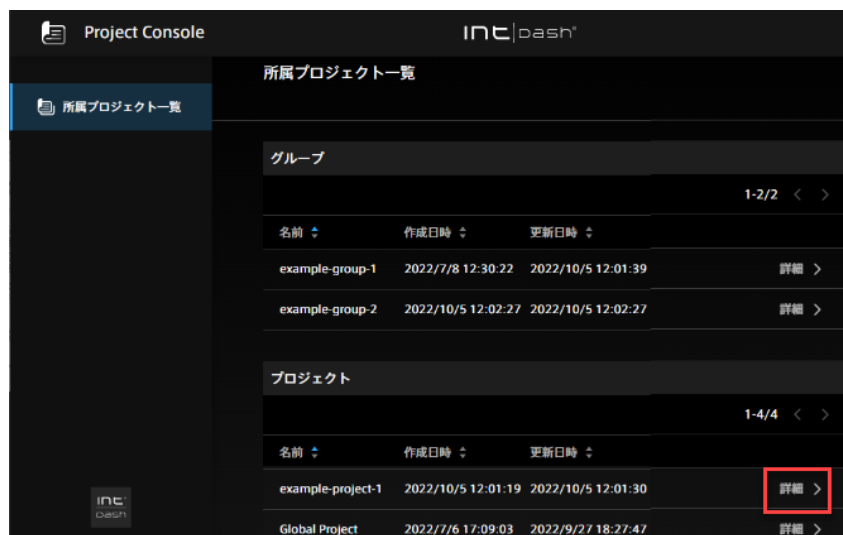 Project Console
INT|DASH®
所属プロジェクト一覧
所属プロジェクト一覧
グループ
1-2/2
名前 作成日時 更新日時
example-group-1 2022/7/8 12:30:22 2022/10/5 12:01:39 詳細
example-group-2 2022/10/5 12:02:27 2022/10/5 12:02:27 詳細
プロジェクト
1-4/4
名前 作成日時 更新日時
example-project-1 2022/10/5 12:01:19 2022/10/5 12:01:30 詳細
Global Project 2022/7/6 17:09:03 2022/9/27 18:27:47 詳細
INT
DASH